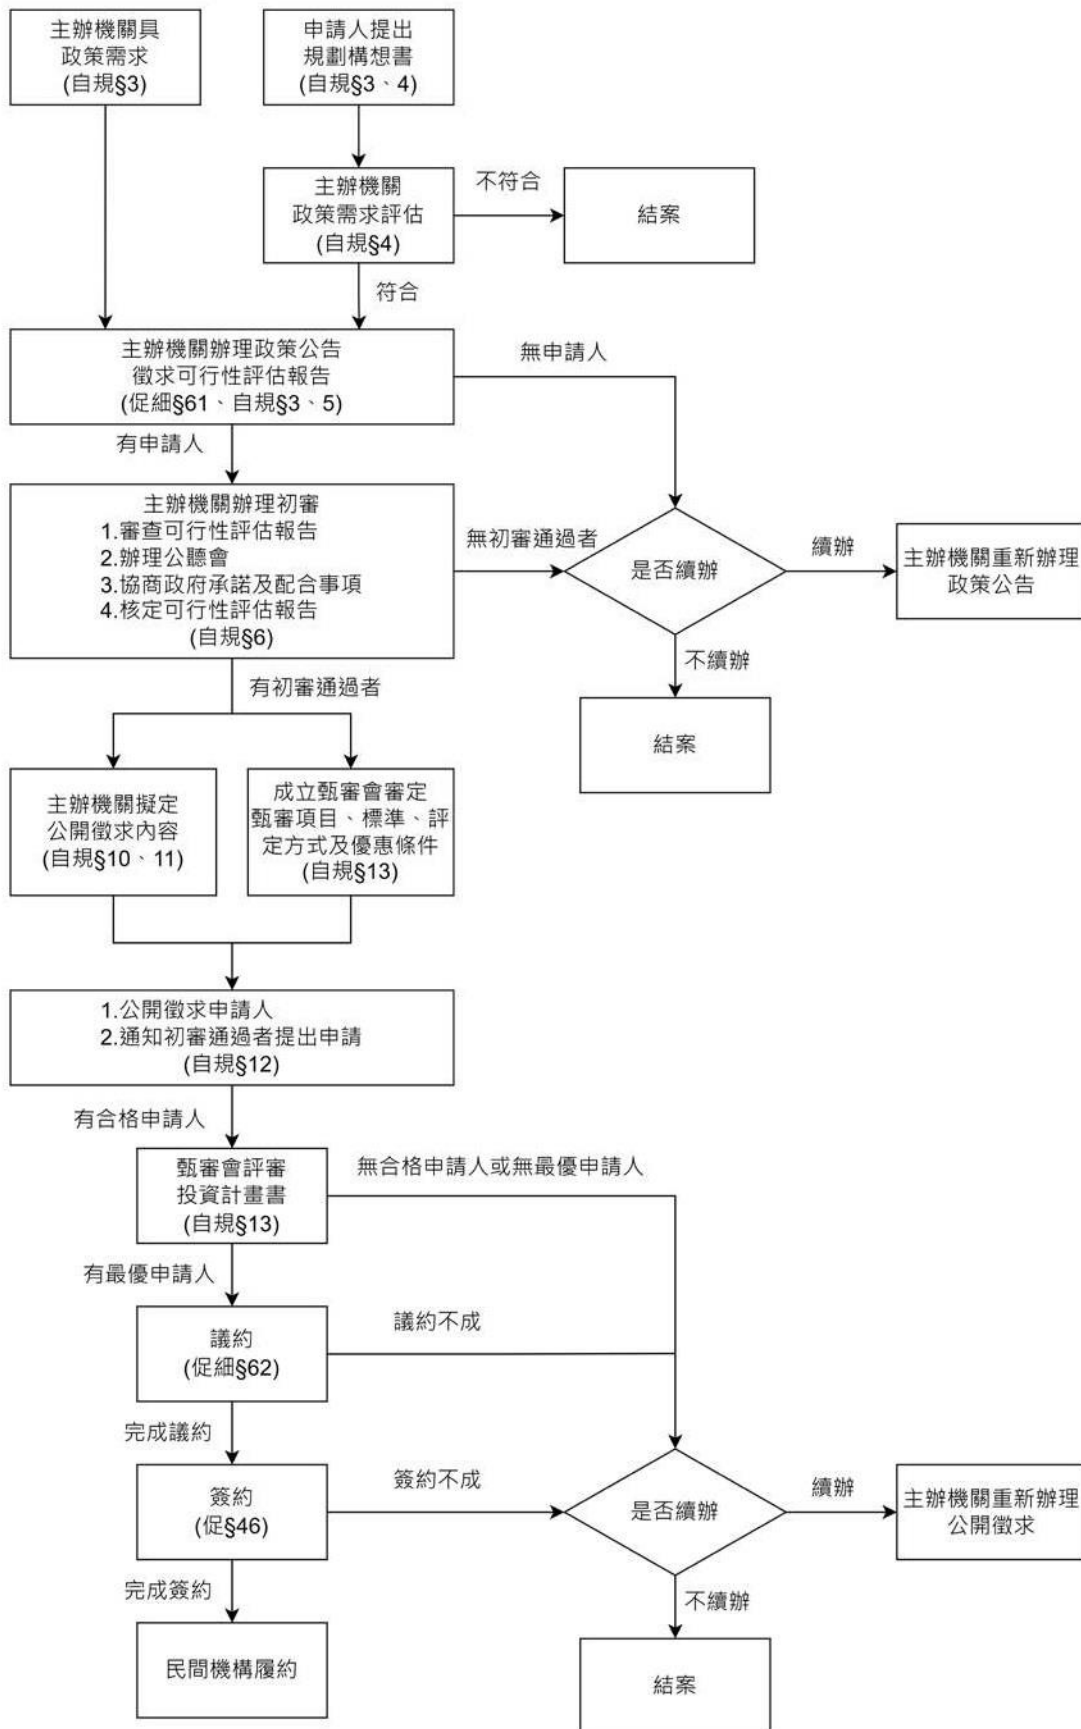 主辦機關具
政策需求
(自規§3)
申請人提出
規劃構想書
(自規§3、4)
主辦機關
政策需求評估
(自規§4)
不符合
結案
符合
主辦機關辦理政策公告
徵求可行性評估報告
(促細§61、自規§3、5)
無申請人
有申請人
主辦機關辦理初審
1.審查可行性評估報告
2.辦理公聽會
3.協商政府承諾及配合事項
4.核定可行性評估報告
(自規§6)
無初審通過者
是否續辦
續辦
主辦機關重新辦理
政策公告
不續辦
結案
有初審通過者
主辦機關擬定
公開徵求內容
(自規§10、11)
成立甄審會審定
甄審項目、標準、評
定方式及優惠條件
(自規§13)
1.公開徵求申請人
2.通知初審通過者提出申請
(自規§12)
有合格申請人
甄審會評審
投資計畫書
(自規§13)
無合格申請人或無最優申請人
有最優申請人
議約
(促細§62)
議約不成
完成議約
簽約
(促§46)
簽約不成
是否續辦
續辦
主辦機關重新辦理
公開徵求
完成簽約
不續辦
民間機構履約
結案